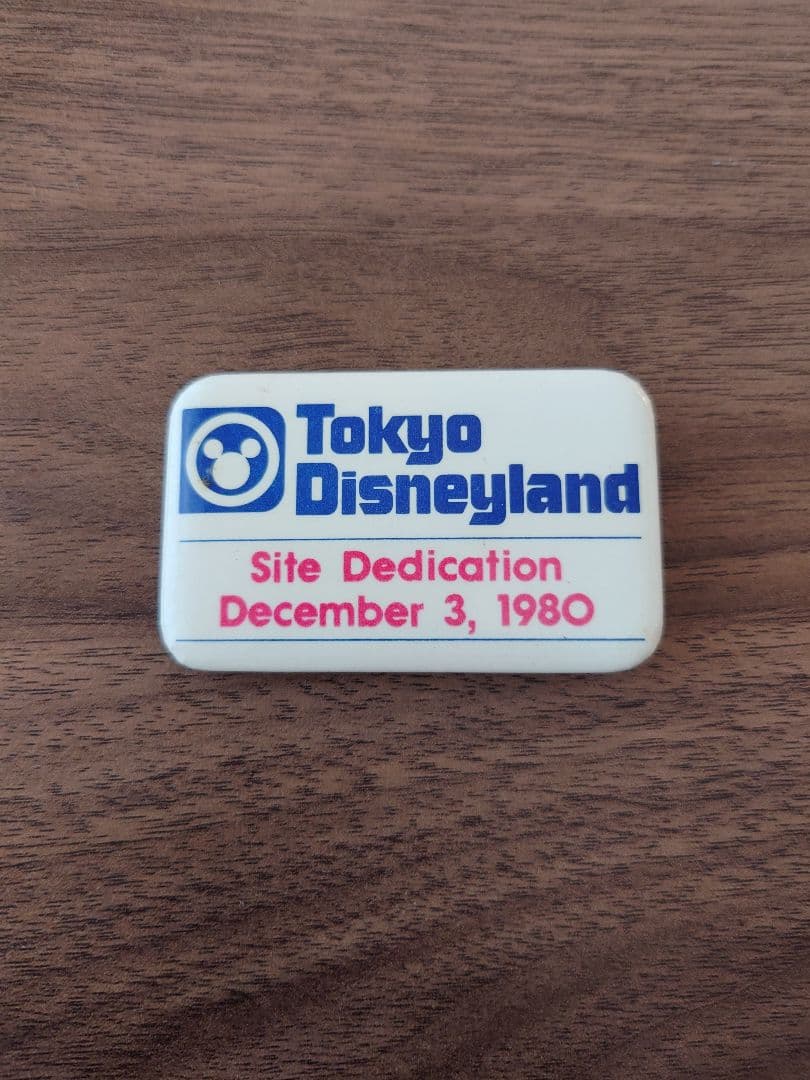 Tokyo
Disneyland
Site Dedication
December 3, 1980